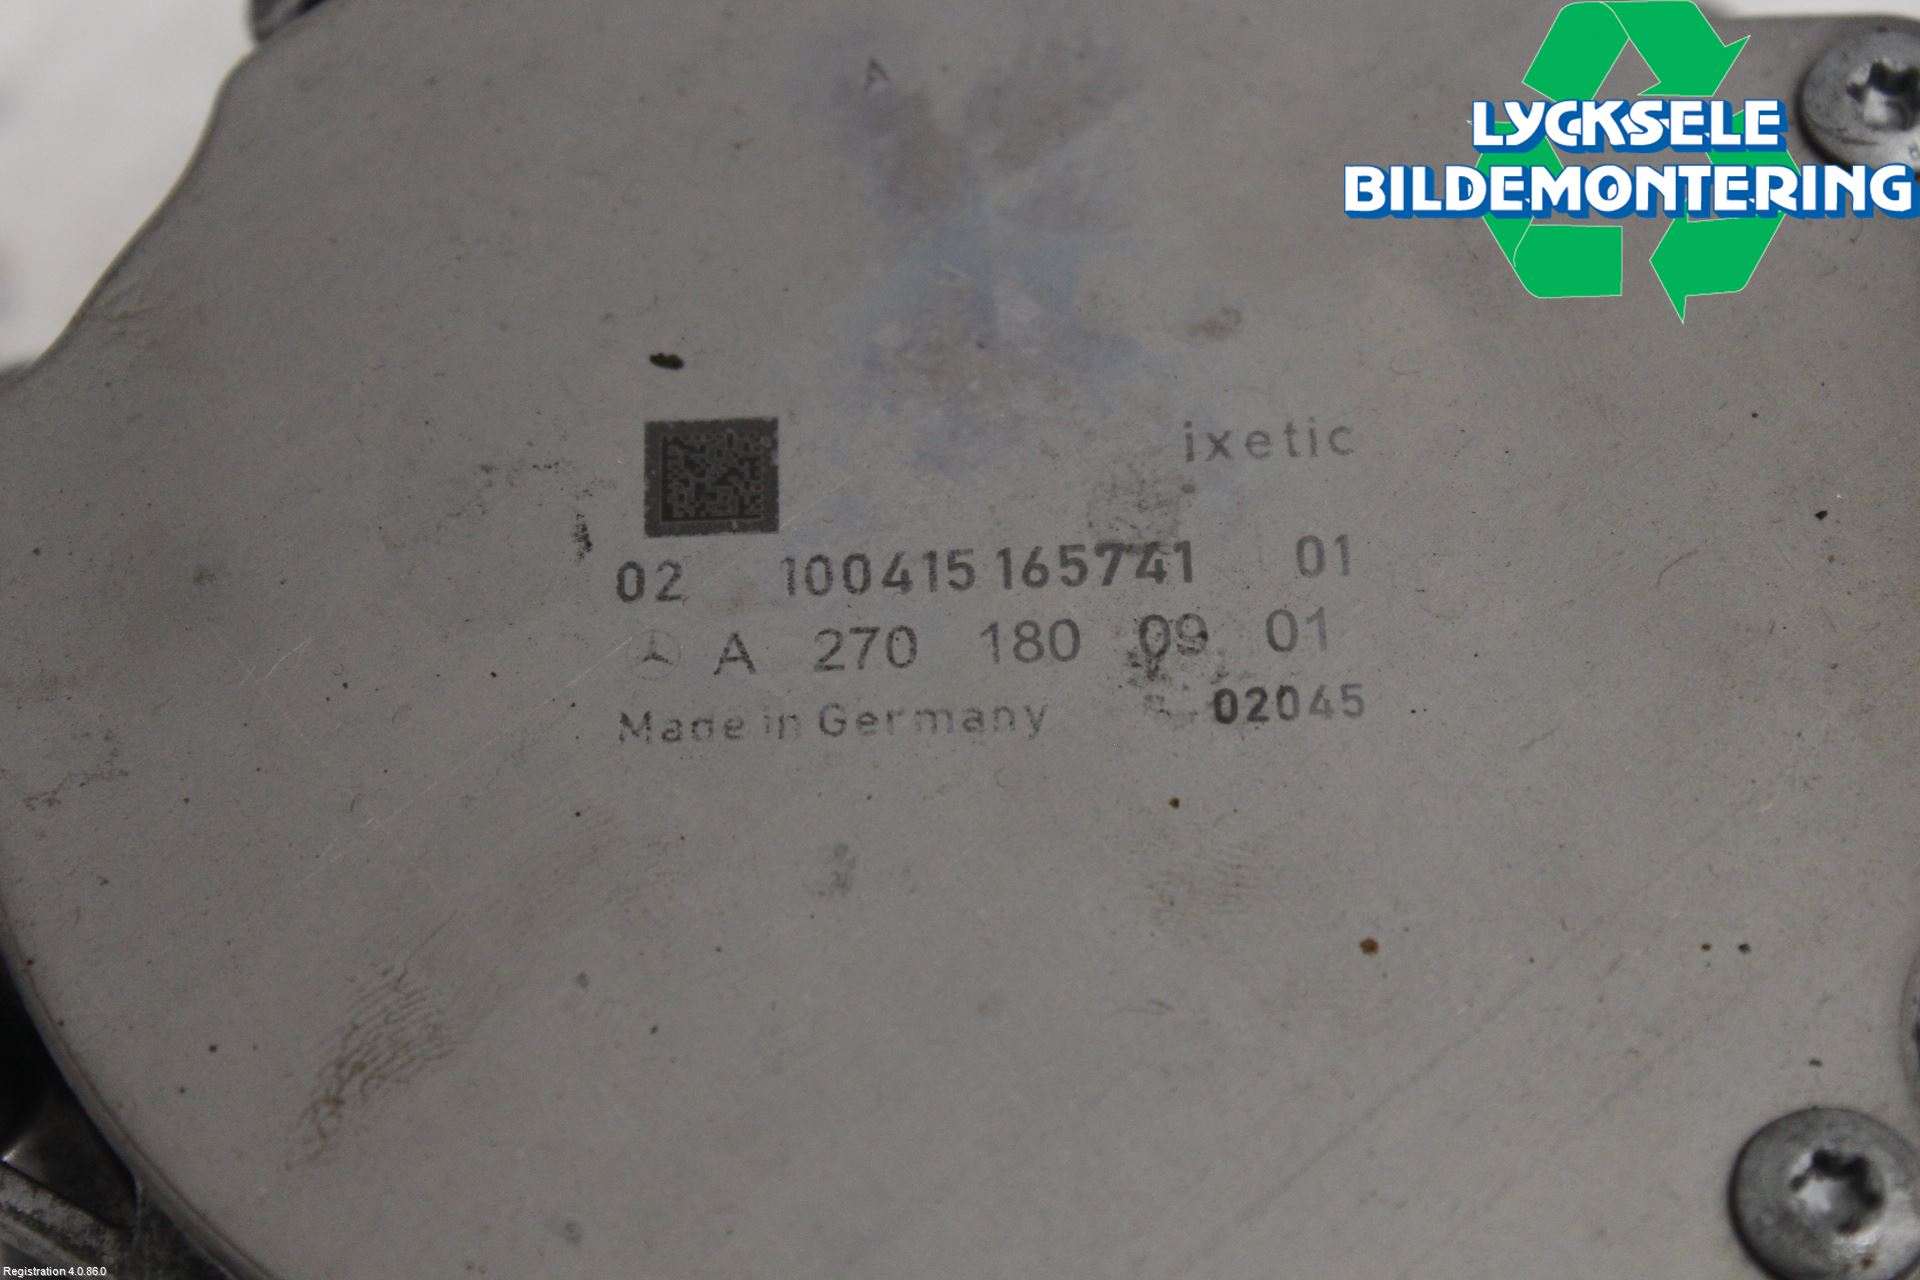 LYCKSELE
BILDEMONTERING
A
ixetic
02 100415 165741 01
A 270 180 09 01
Made in Germany 02045
Registration 4.0.86.0